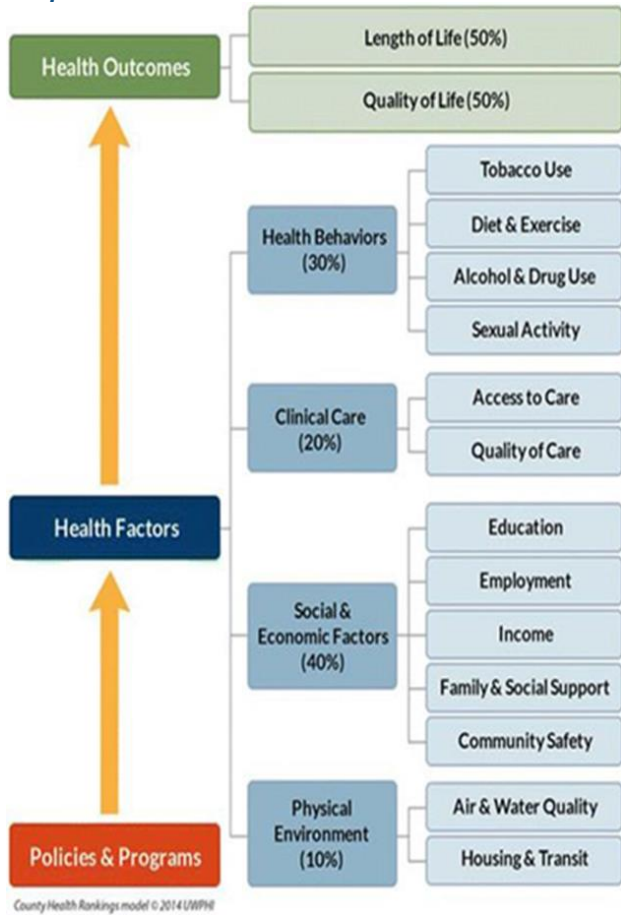 Health Outcomes
Length of Life (50%)
Quality of Life (50%)
Health Factors
Health Behaviors
(30%)
Tobacco Use
Diet & Exercise
Alcohol & Drug Use
Sexual Activity
Clinical Care
(20%)
Access to Care
Quality of Care
Social &
Economic Factors
(40%)
Education
Employment
Income
Family & Social Support
Community Safety
Physical
Environment
(10%)
Air & Water Quality
Housing & Transit
Policies & Programs
County Health Rankings model © 2014 UWPHI